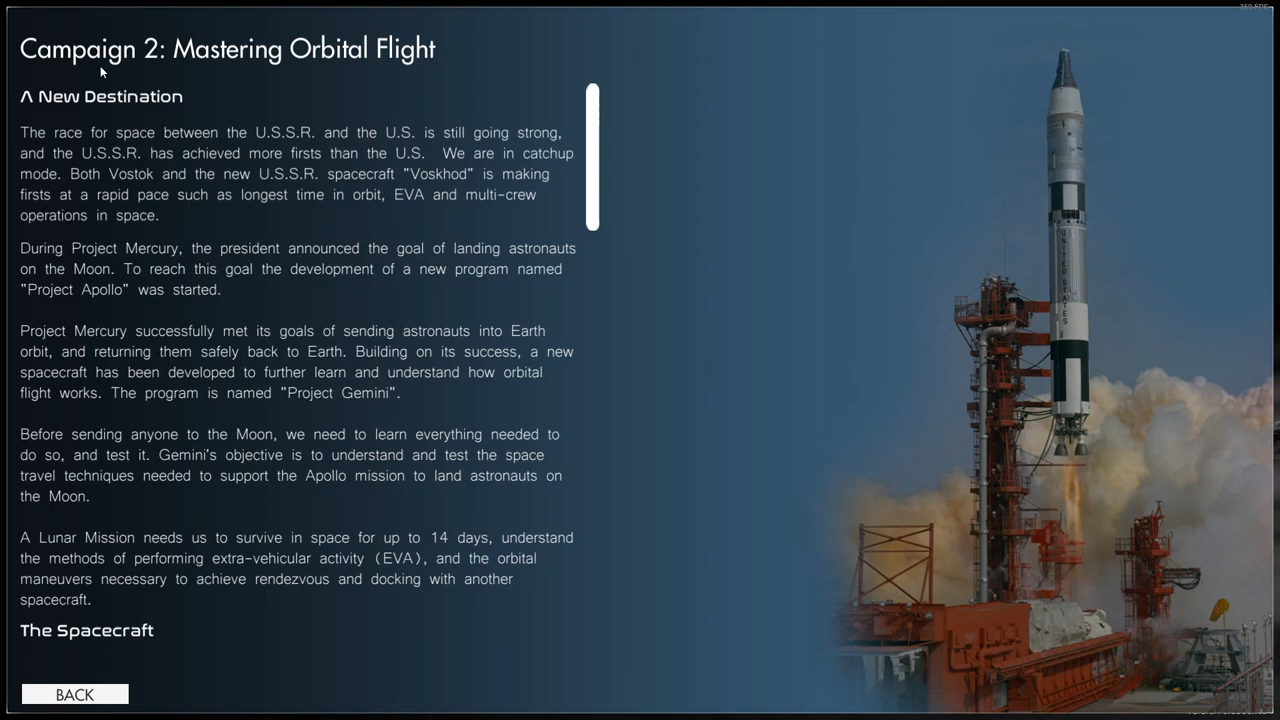 Campaign 2: Mastering Orbital Flight
A New Destination
The race for space between the U.S.S.R. and the U.S. is still going strong,
and the U.S.S.R. has achieved more firsts than the U.S.  We are in catchup
mode. Both Vostok and the new U.S.S.R. spacecraft "Voskhod" is making
firsts at a rapid pace such as longest time in orbit, EVA and multi-crew
operations in space.
During Project Mercury, the president announced the goal of landing astronauts
on the Moon. To reach this goal the development of a new program named
"Project Apollo" was started.
Project Mercury successfully met its goals of sending astronauts into Earth
orbit, and returning them safely back to Earth. Building on its success, a new
spacecraft has been developed to further learn and understand how orbital
flight works. The program is named "Project Gemini".
Before sending anyone to the Moon, we need to learn everything needed to
do so, and test it. Gemini's objective is to understand and test the space
travel techniques needed to support the Apollo mission to land astronauts on
the Moon.
A Lunar Mission needs us to survive in space for up to 14 days, understand
the methods of performing extra-vehicular activity (EVA), and the orbital
maneuvers necessary to achieve rendezvous and docking with another
spacecraft.
The Spacecraft
BACK
UNITED STATES